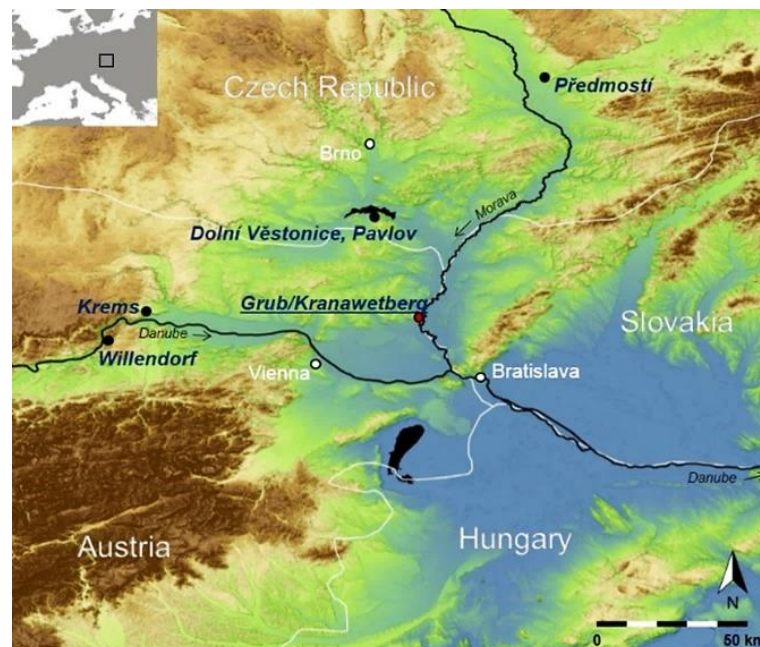 Czech Republic
Předmostí
Brno
Morava
Dolní Věstonice, Pavlov
Krems
Grub/Kranawetberg
Slovakia
Danube
Willendorf
Vienna
Bratislava
Danube
Austria
Hungary
N
0 50 km